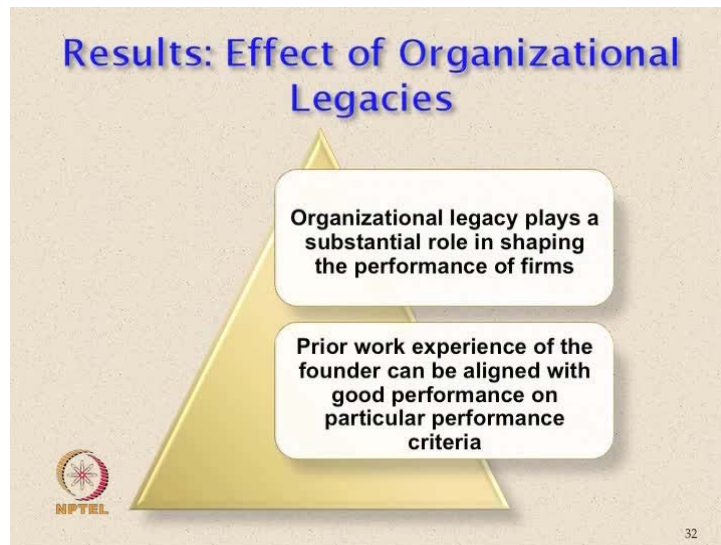 Results: Effect of Organizational
Legacies
Organizational legacy plays a
substantial role in shaping
the performance of firms
Prior work experience of the
founder can be aligned with
good performance on
particular performance
criteria
NPTEL
32